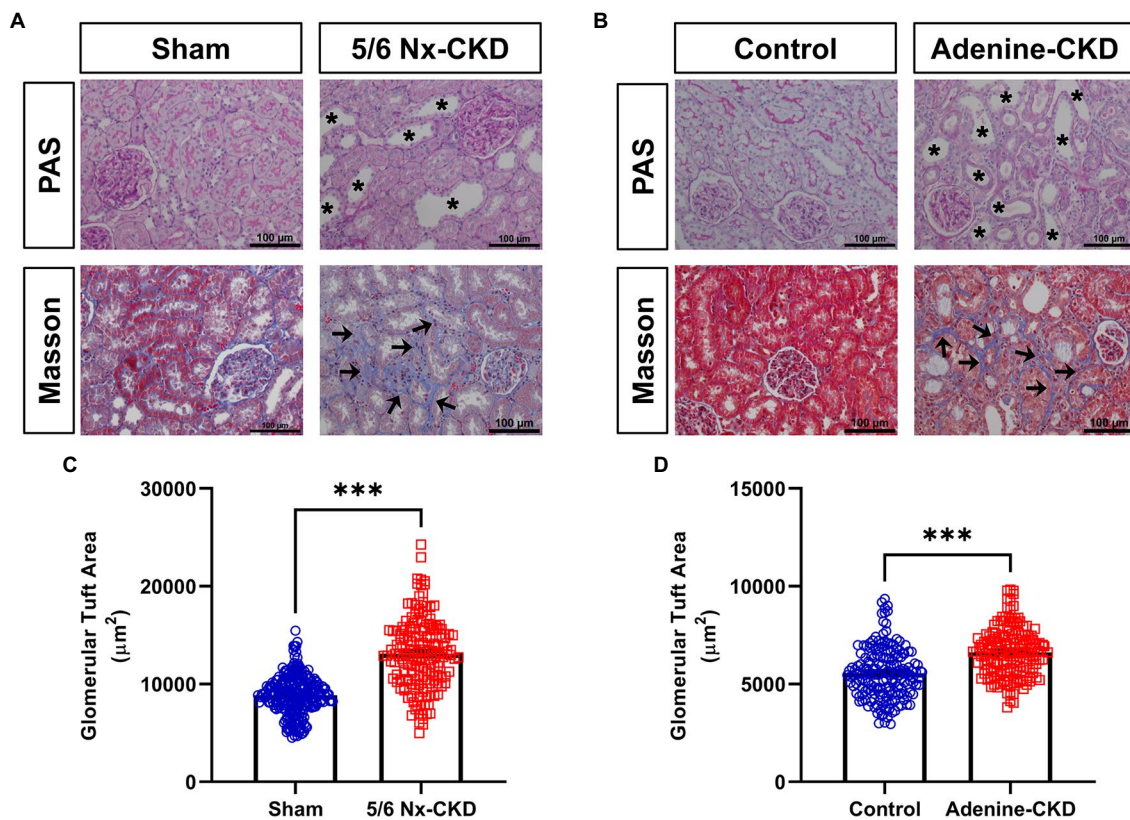 A
Sham
5/6 Nx-CKD
PAS
* * * * * *
100 µm
100 µm
Masson
100 µm
100 µm
B
Control
Adenine-CKD
PAS
* * * * * * * * *
100 µm
100 µm
Masson
100 µm
100 µm
C
Glomerular Tuft Area
(µm²)
30000
20000
10000
0
***
Sham
5/6 Nx-CKD
D
Glomerular Tuft Area
(µm²)
15000
10000
5000
0
***
Control
Adenine-CKD